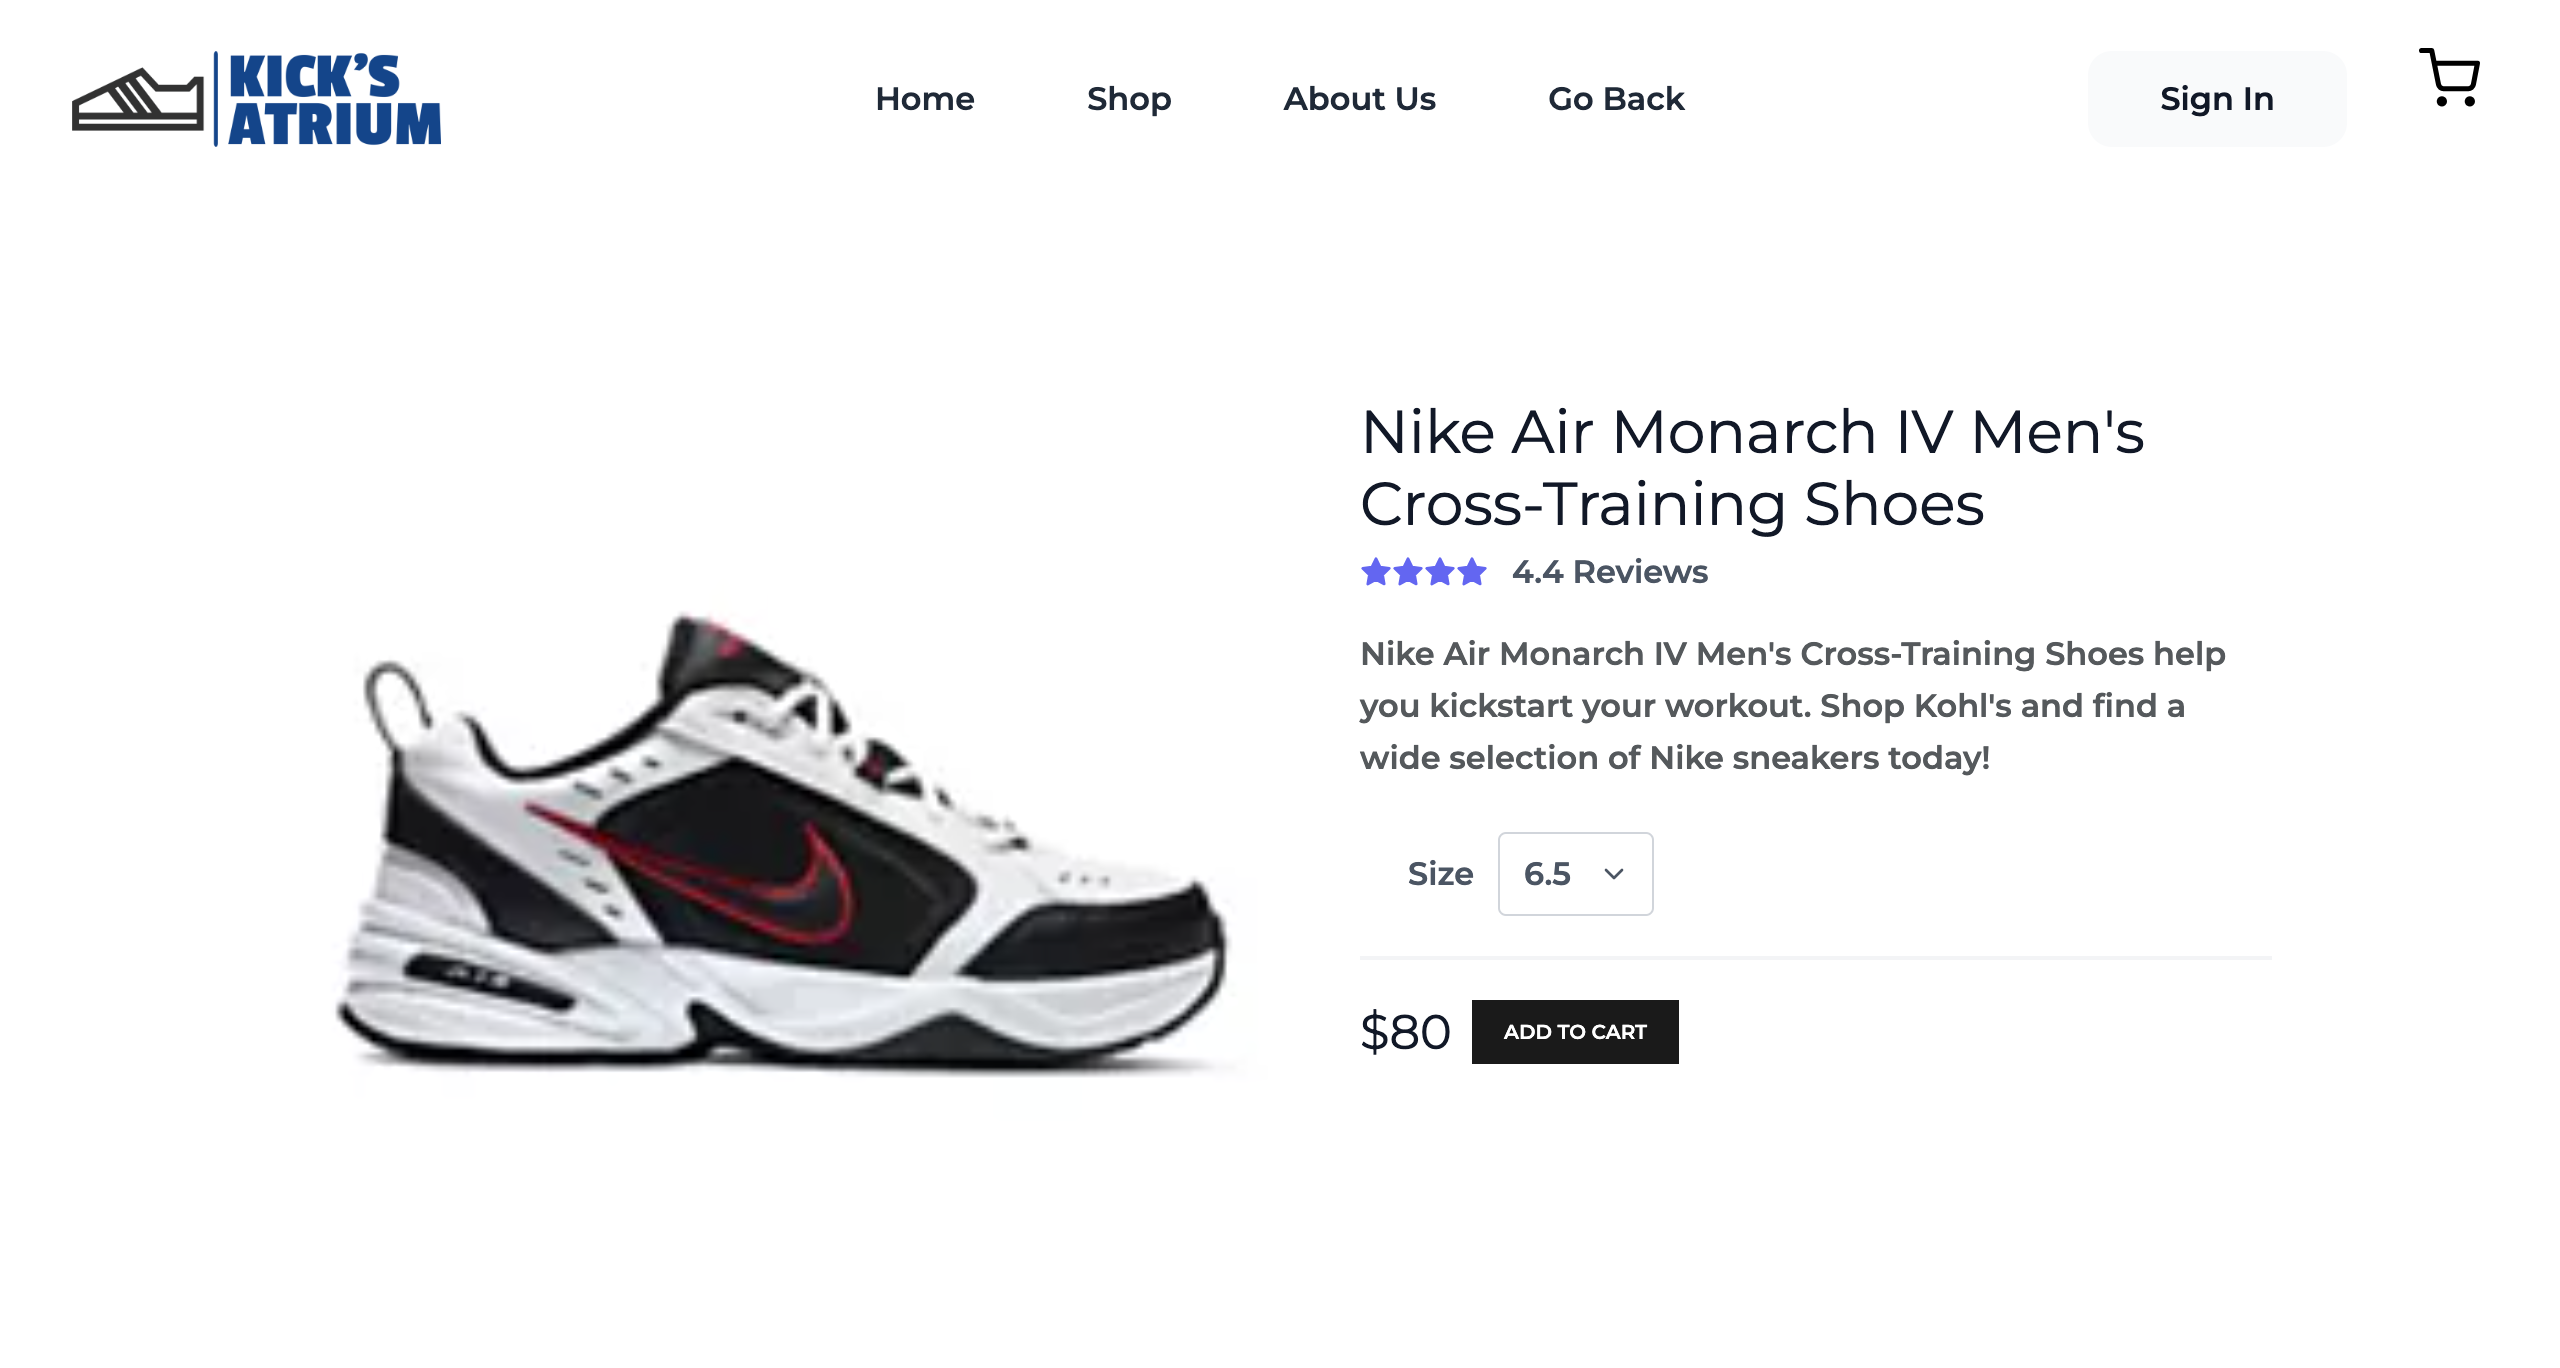 KICK’S
ATRIUM
Home
Shop
About Us
Go Back
Sign In
Nike Air Monarch IV Men's
Cross-Training Shoes
4.4 Reviews
Nike Air Monarch IV Men's Cross-Training Shoes help
you kickstart your workout. Shop Kohl's and find a
wide selection of Nike sneakers today!
Size
6.5
$80
ADD TO CART
AIR